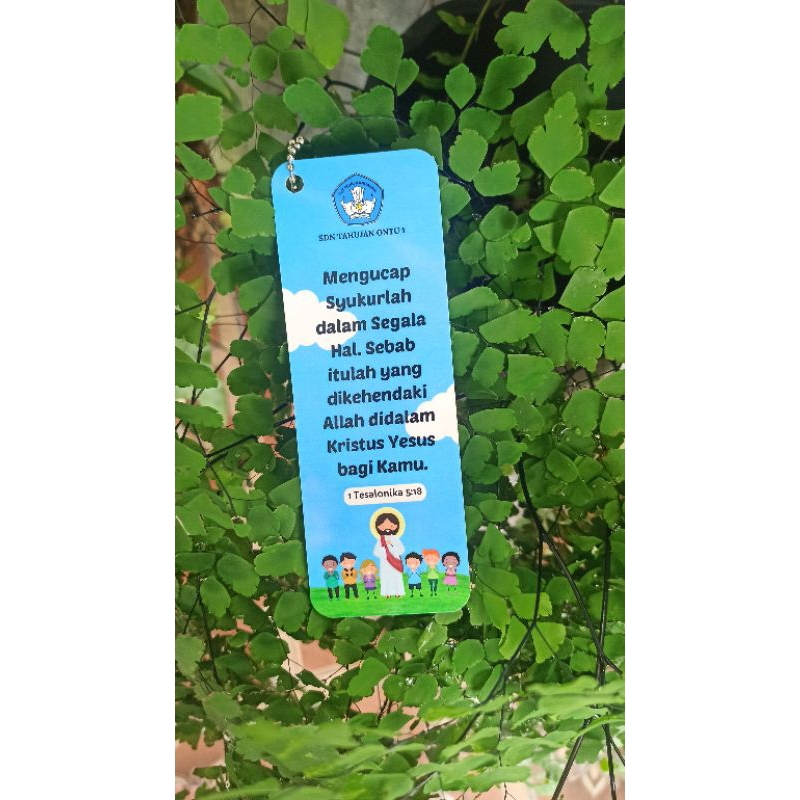 SDN TAHUJAN ONTU 1
Mengucap
Syukurlah
dalam Segala
Hal. Sebab
itulah yang
dikehendaki
Allah didalam
Kristus Yesus
bagi Kamu.
1 Tesalonika 5:18